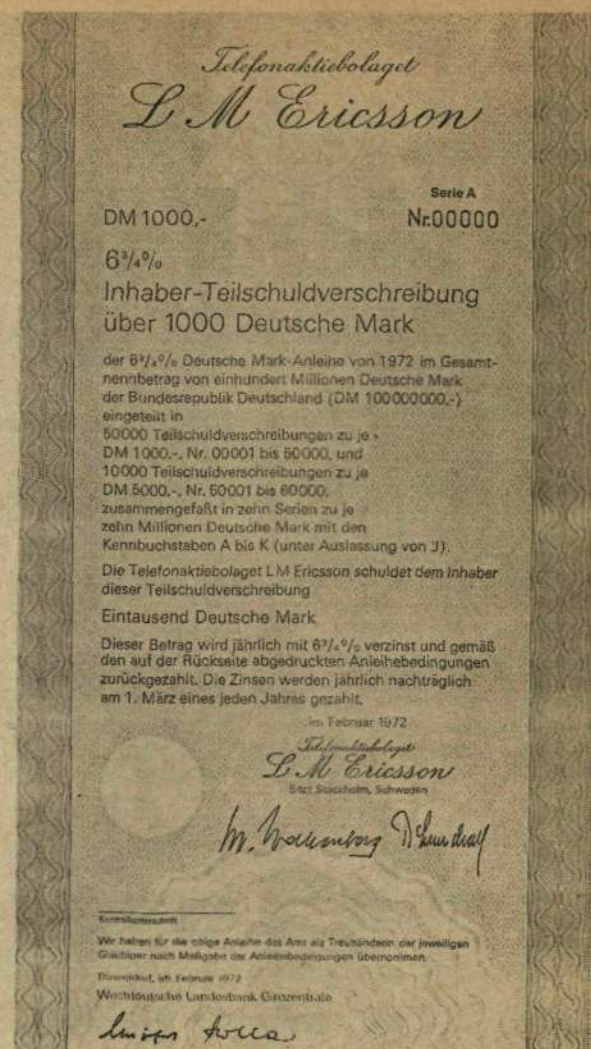 Telefonaktiebolaget
L M Ericsson
Serie A
DM 1000,- Nr.00000
6³/₄%
Inhaber-Teilschuldverschreibung
über 1000 Deutsche Mark
der 6³/₄% Deutsche Mark-Anleihe von 1972 im Gesamt-
nennbetrag von einhundert Millionen Deutsche Mark
der Bundesrepublik Deutschland (DM 100000000,-)
eingeteilt in
50000 Teilschuldverschreibungen zu je
DM 1000,-, Nr. 00001 bis 50000, und
10000 Teilschuldverschreibungen zu je
DM 5000,-, Nr. 50001 bis 60000,
zusammengefaßt in zehn Serien zu je
zehn Millionen Deutsche Mark mit den
Kennbuchstaben A bis K (unter Auslassung von J).
Die Telefonaktiebolaget LM Ericsson schuldet dem Inhaber
dieser Teilschuldverschreibung
Eintausend Deutsche Mark
Dieser Betrag wird jährlich mit 6³/₄% verzinst und gemäß
den auf der Rückseite abgedruckten Anleihebedingungen
zurückgezahlt. Die Zinsen werden jährlich nachträglich
am 1. März eines jeden Jahres gezahlt.
Im Februar 1972
Telefonaktiebolaget
L M Ericsson
Sitz Stockholm, Schweden
Kontrollunterschrift
Wir haben für die obige Anleihe das Amt als Treuhänderin der jeweiligen
Gläubiger nach Maßgabe der Anleihebedingungen übernommen.
Düsseldorf, im Februar 1972
Westdeutsche Landesbank Girozentrale